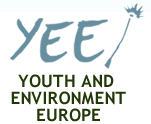 YEE
YOUTH AND
ENVIRONMENT
EUROPE